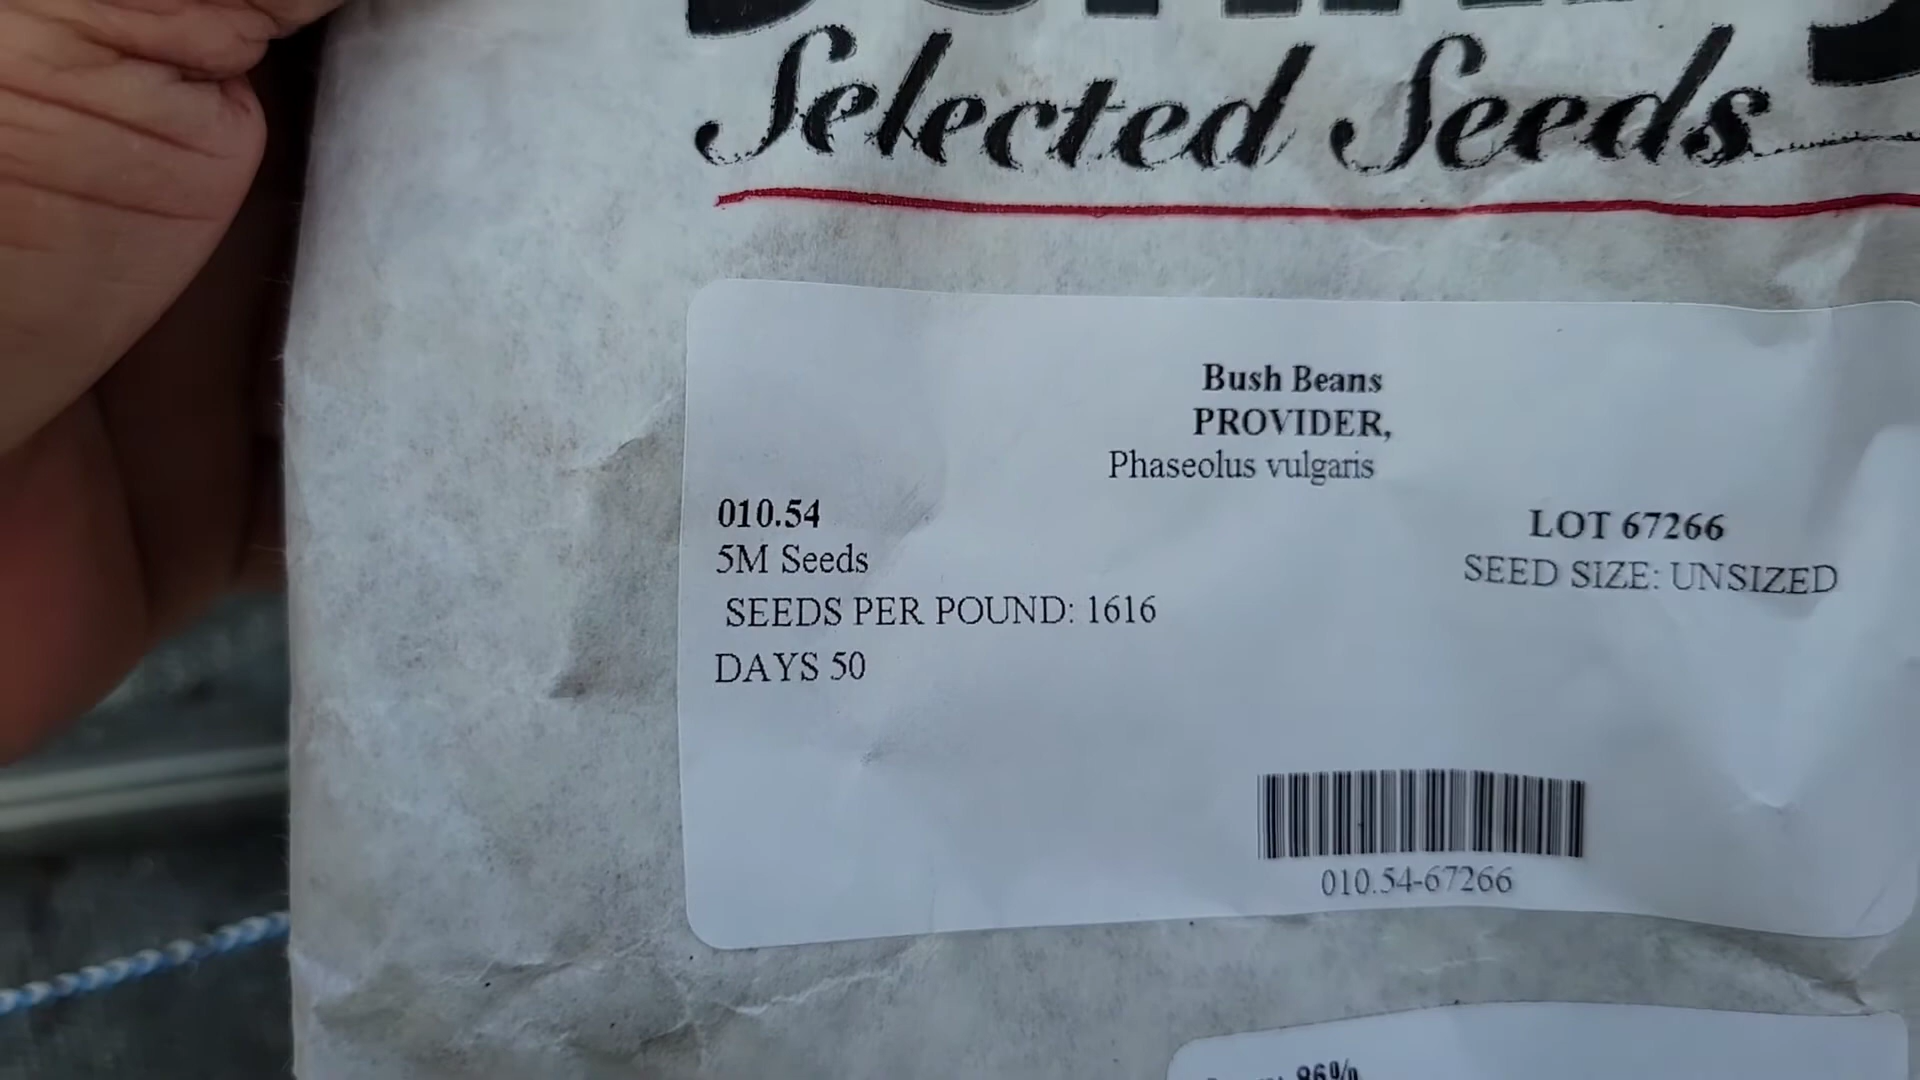 Selected Seeds
Bush Beans
PROVIDER,
Phaseolus vulgaris
010.54
5M Seeds
SEEDS PER POUND: 1616
DAYS 50
LOT 67266
SEED SIZE: UNSIZED
010.54-67266
86%